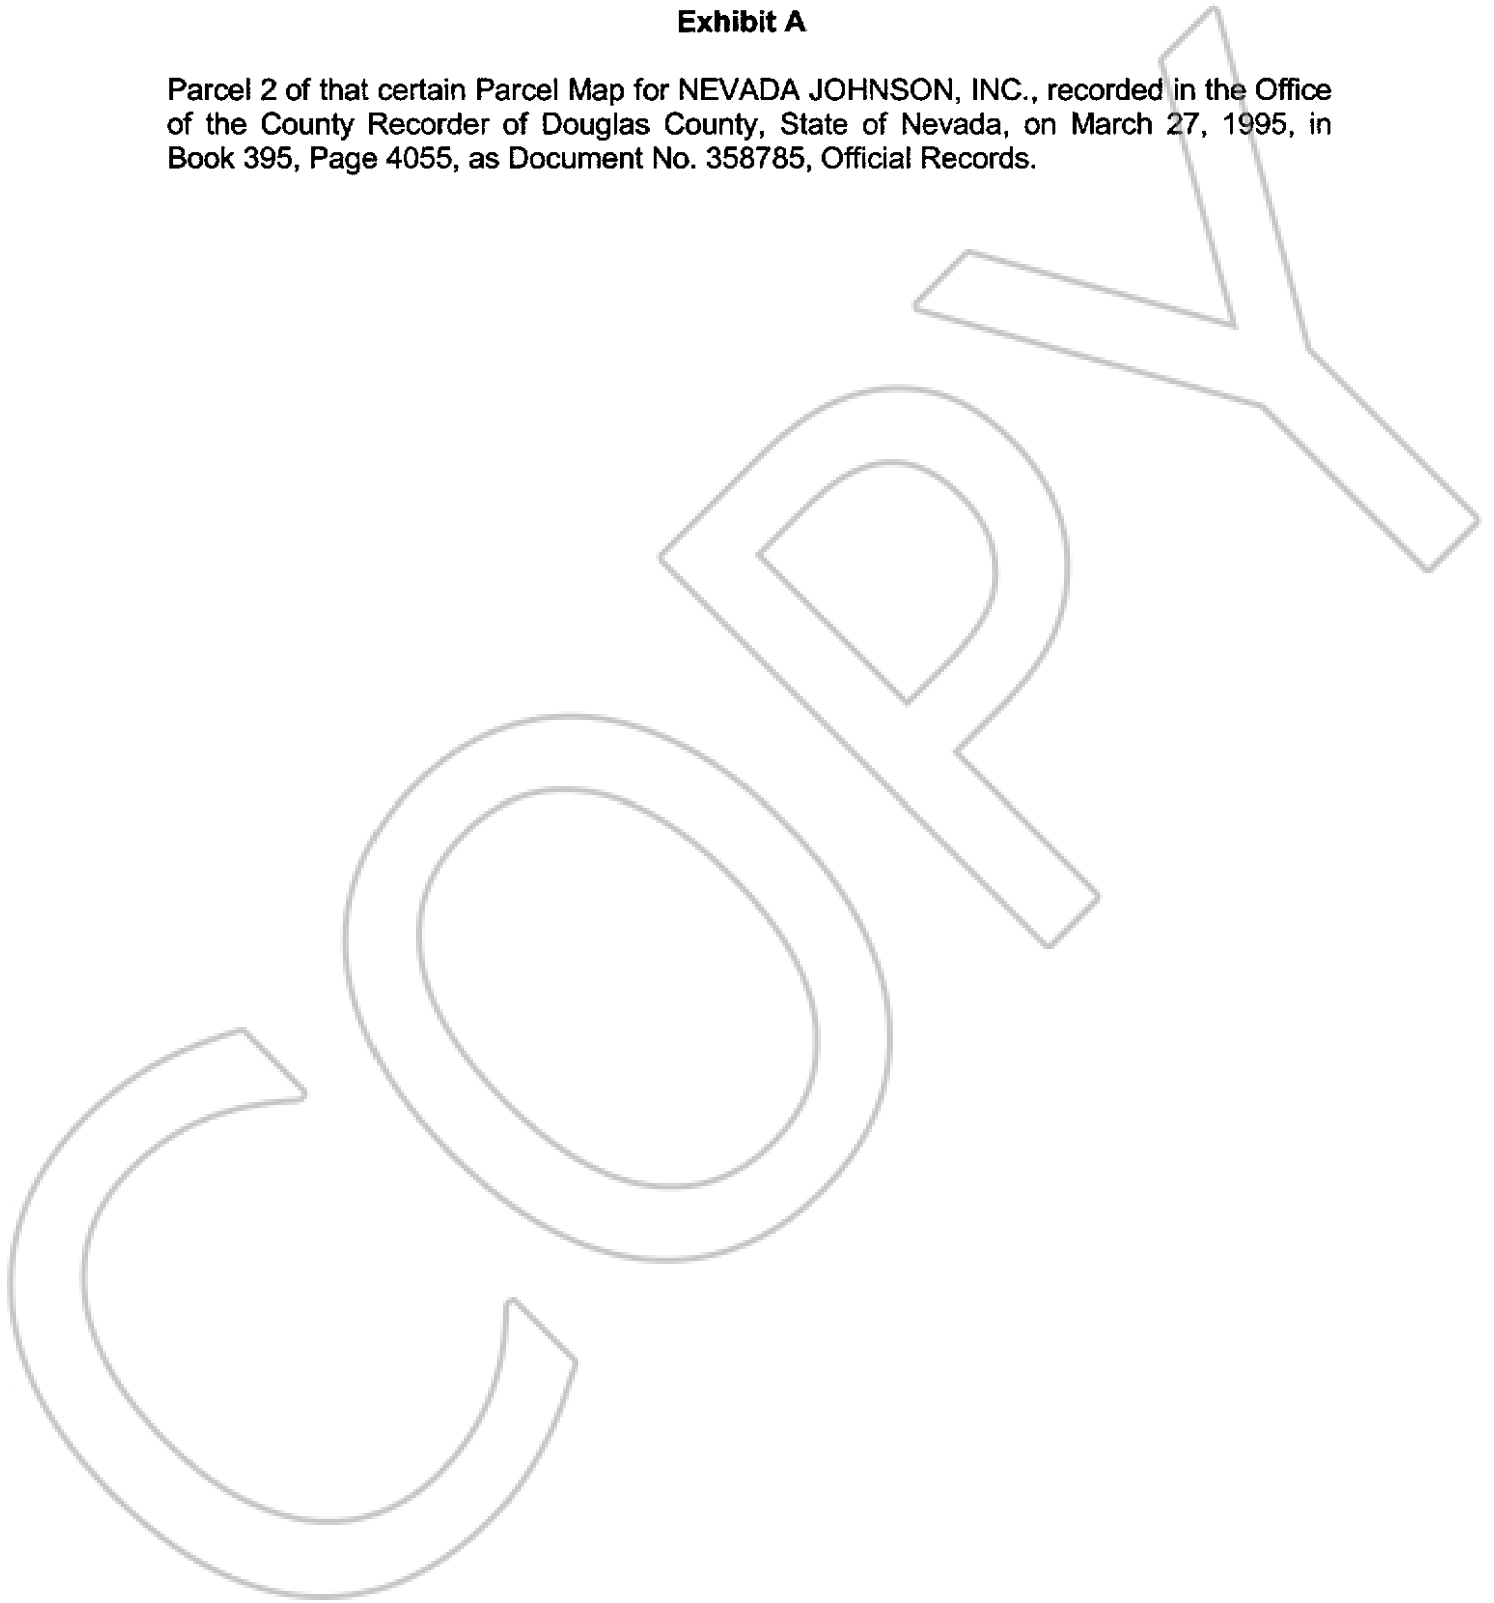 Exhibit A
Parcel 2 of that certain Parcel Map for NEVADA JOHNSON, INC., recorded in the Office
of the County Recorder of Douglas County, State of Nevada, on March 27, 1995, in
Book 395, Page 4055, as Document No. 358785, Official Records.
COPY